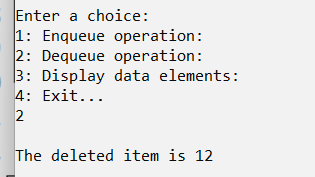 Enter a choice:
1: Enqueue operation:
2: Dequeue operation:
3: Display data elements:
4: Exit...
2
The deleted item is 12